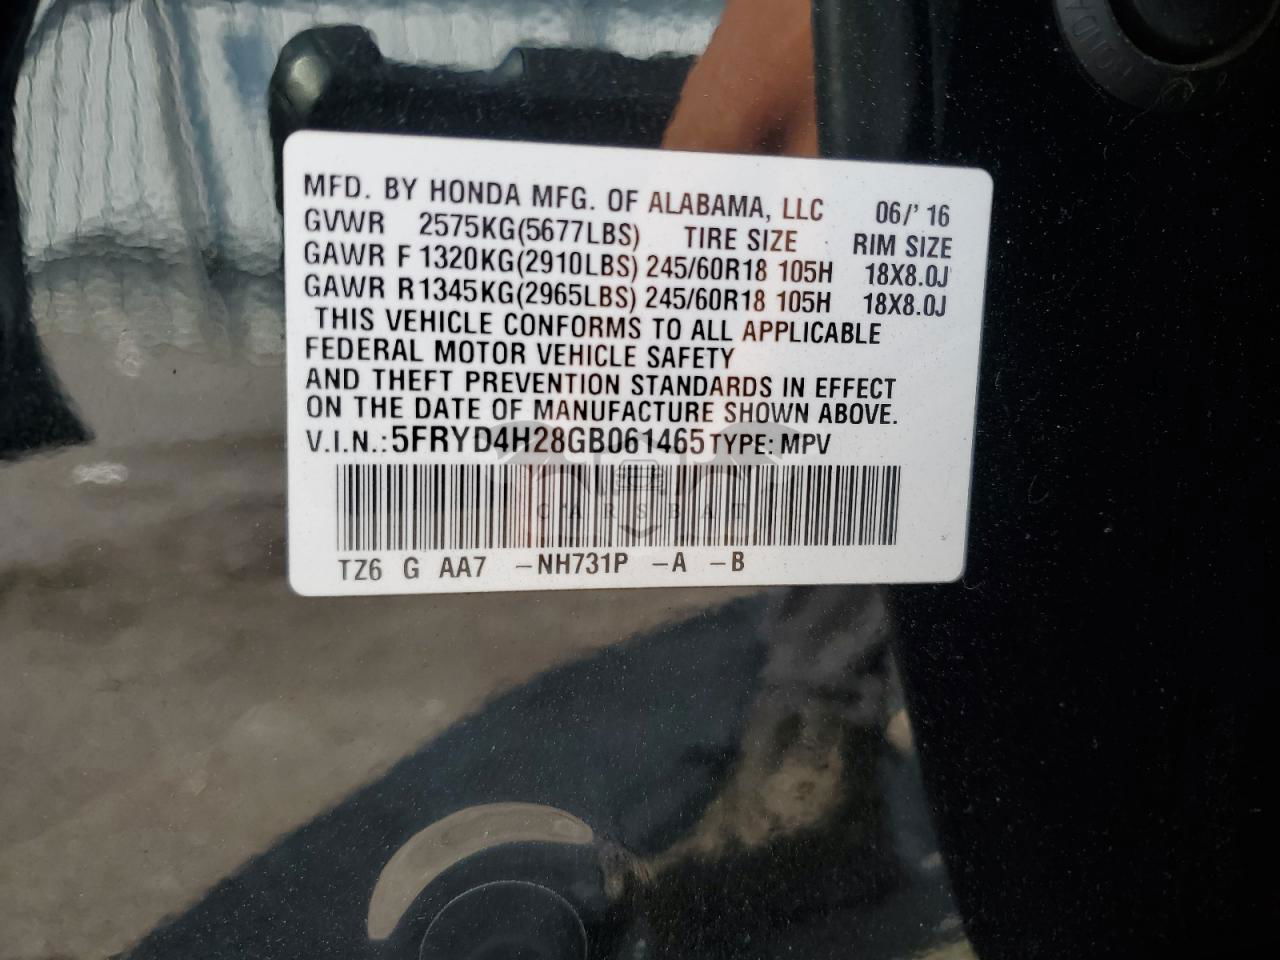 MFD. BY HONDA MFG. OF ALABAMA, LLC 06/'16
GVWR 2575KG(5677LBS) TIRE SIZE RIM SIZE
GAWR F 1320KG(2910LBS) 245/60R18 105H 18X8.0J
GAWR R 1345KG(2965LBS) 245/60R18 105H 18X8.0J
THIS VEHICLE CONFORMS TO ALL APPLICABLE
FEDERAL MOTOR VEHICLE SAFETY
AND THEFT PREVENTION STANDARDS IN EFFECT
ON THE DATE OF MANUFACTURE SHOWN ABOVE.
V.I.N.: 5FRYD4H28GB061465 TYPE: MPV
CARSBAT
TZ6 G AA7 -NH731P -A -B